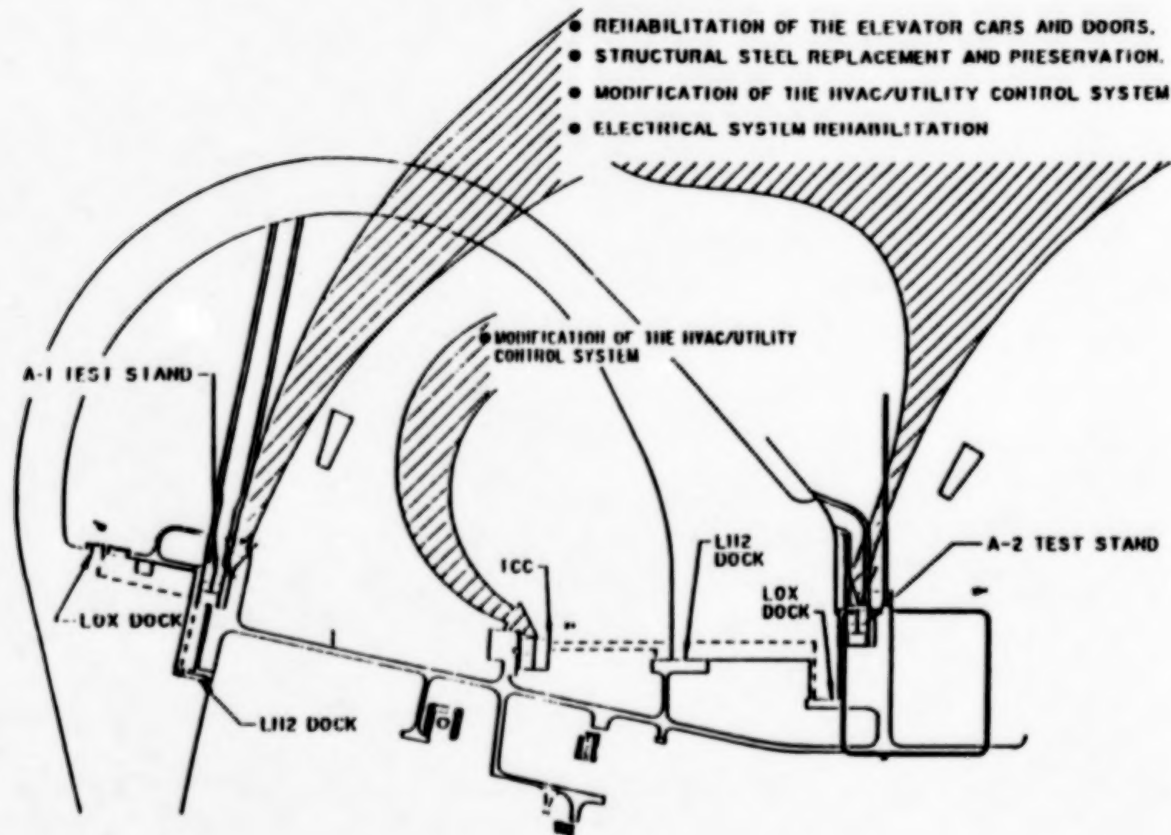 ● REHABILITATION OF THE ELEVATOR CARS AND DOORS.
● STRUCTURAL STEEL REPLACEMENT AND PRESERVATION.
● MODIFICATION OF THE HVAC/UTILITY CONTROL SYSTEM
● ELECTRICAL SYSTEM REHABILITATION
● MODIFICATION OF THE HVAC/UTILITY
CONTROL SYSTEM
A-1 TEST STAND
TCC
LH2
DOCK
A-2 TEST STAND
LOX
DOCK
LOX DOCK
LH2 DOCK